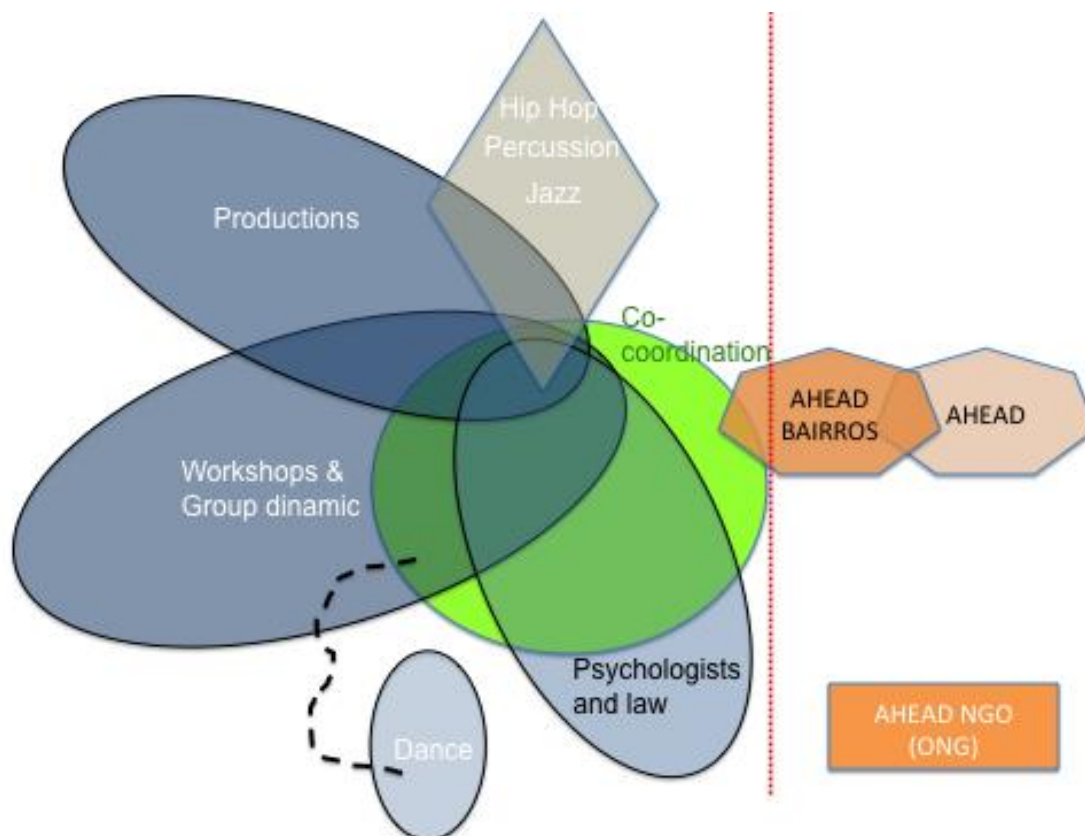 Hip Hop
Percussion
Jazz
Productions
Co-
coordination
AHEAD
BAIRROS
AHEAD
Workshops &
Group dinamic
Psychologists
and law
Dance
AHEAD NGO
(ONG)